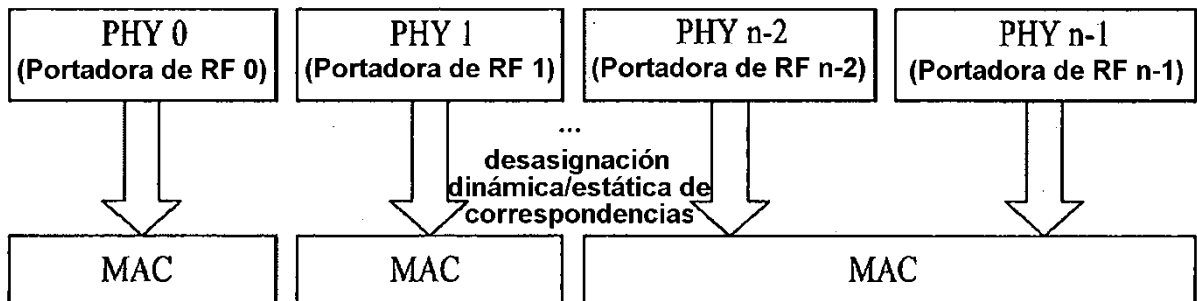 PHY 0
(Portadora de RF 0)
PHY 1
(Portadora de RF 1)
PHY n-2
(Portadora de RF n-2)
PHY n-1
(Portadora de RF n-1)
...
desasignación
dinámica/estática de
correspondencias
MAC
MAC
MAC